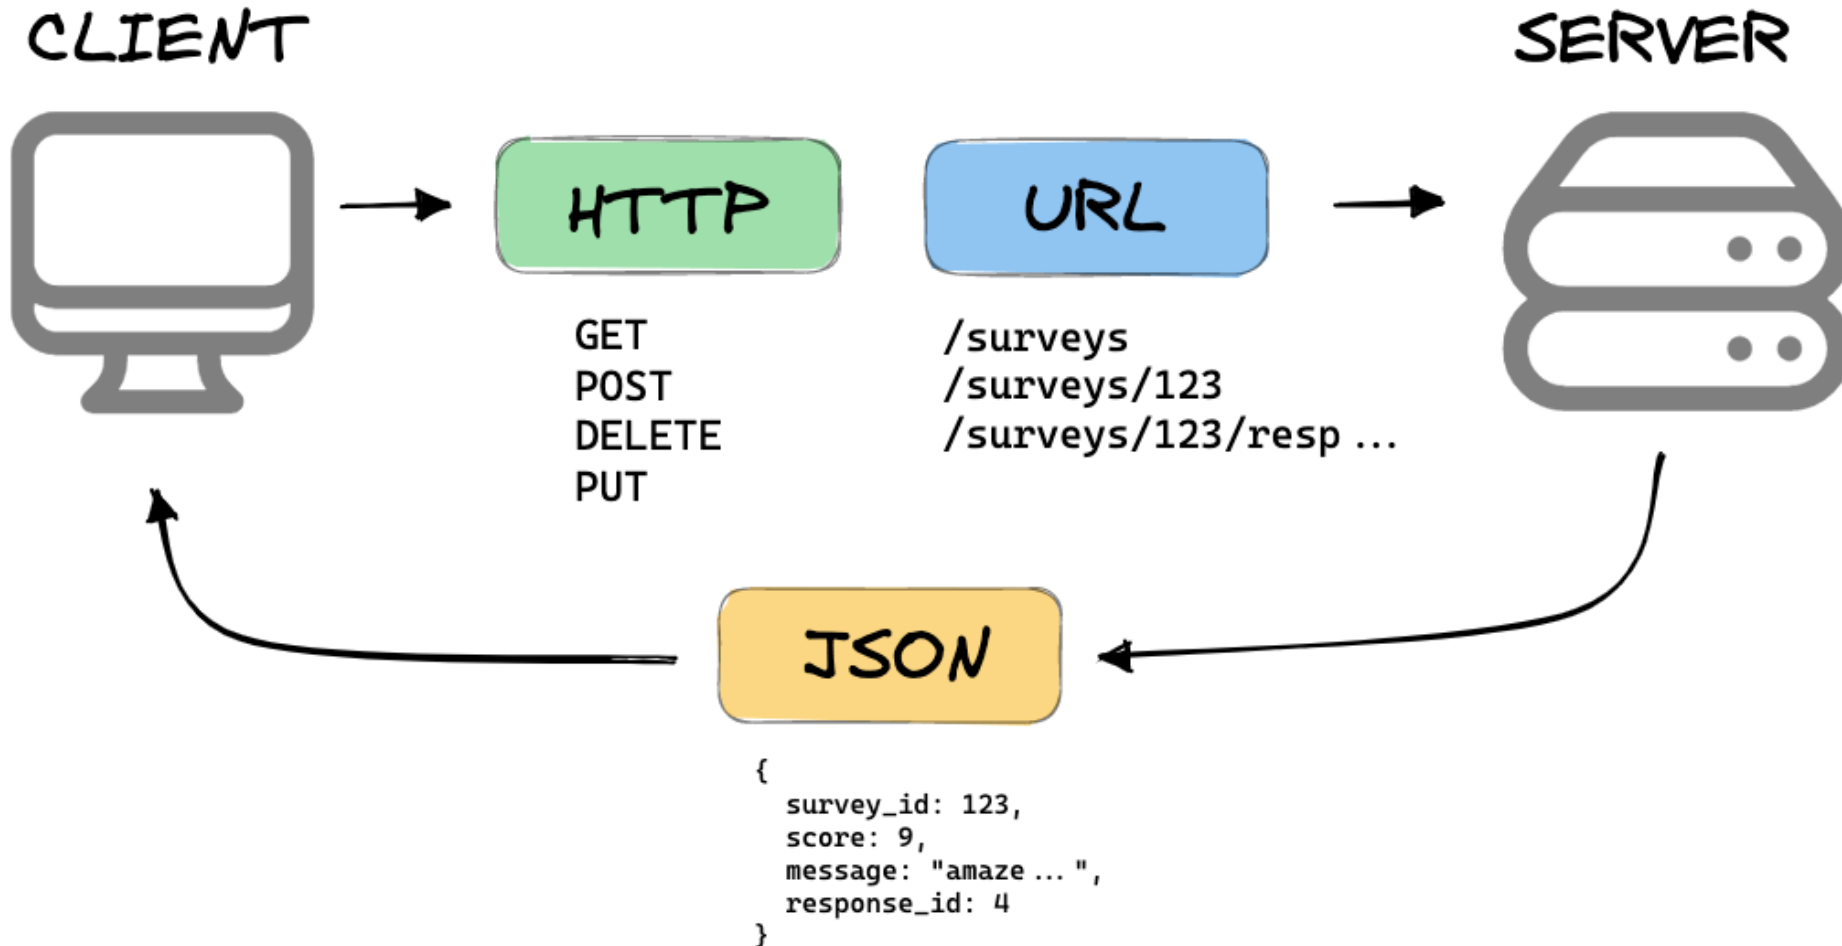 CLIENT
SERVER
HTTP
URL
GET
POST
DELETE
PUT
/surveys
/surveys/123
/surveys/123/resp ...
JSON
{
  survey_id: 123,
  score: 9,
  message: "amaze ... ",
  response_id: 4
}